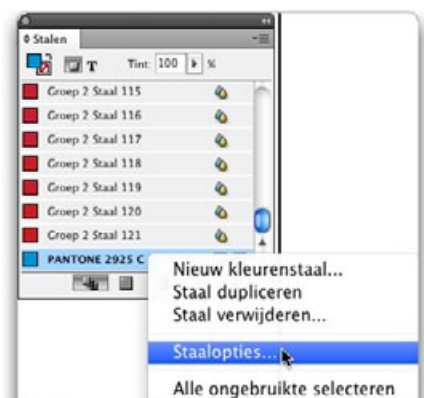 Stalen
T Tint: 100 %
Groep 2 Staal 115
Groep 2 Staal 116
Groep 2 Staal 117
Groep 2 Staal 118
Groep 2 Staal 119
Groep 2 Staal 120
Groep 2 Staal 121
PANTONE 2925 C
Nieuw kleurenstaal...
Staal dupliceren
Staal verwijderen...
Staalopties...
Alle ongebruikte selecteren